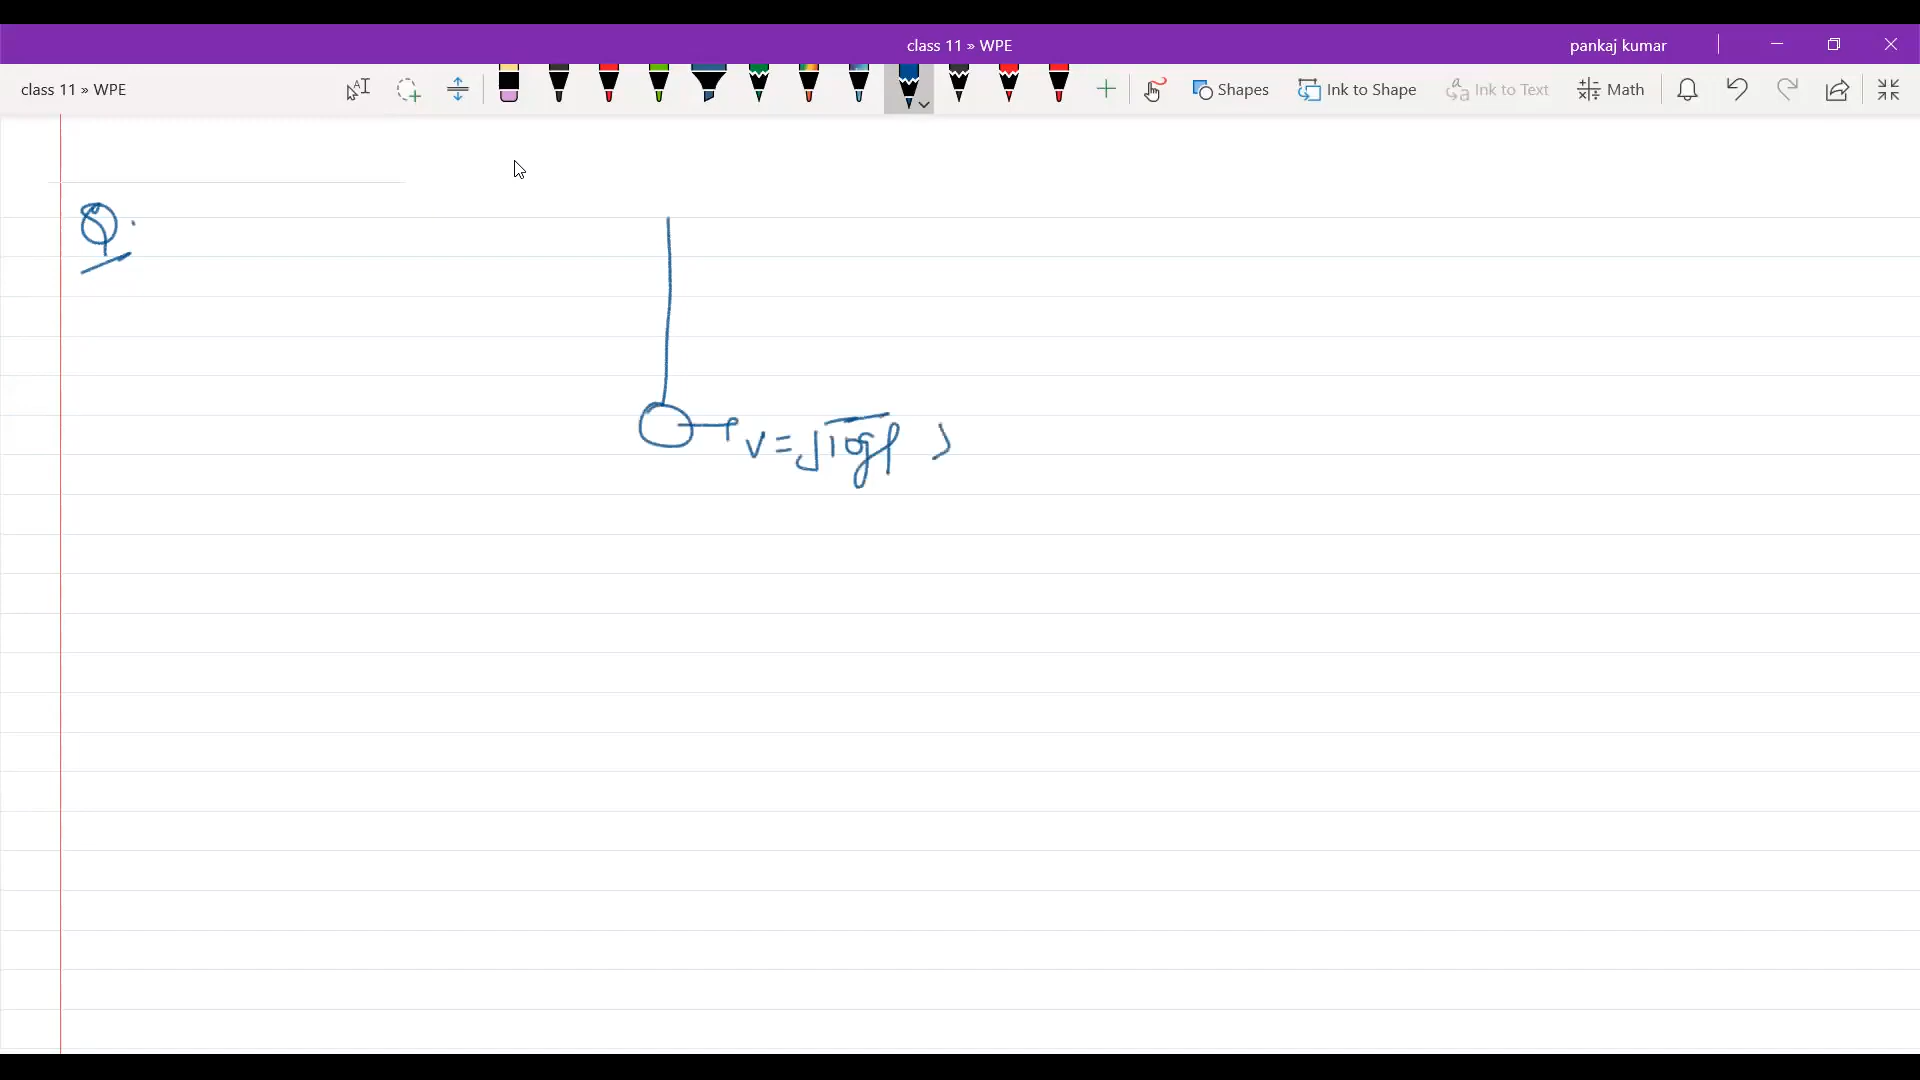 class 11 » WPE
pankaj kumar
class 11 » WPE
Shapes
Ink to Shape
Ink to Text
Math
Q.
v = √10gl